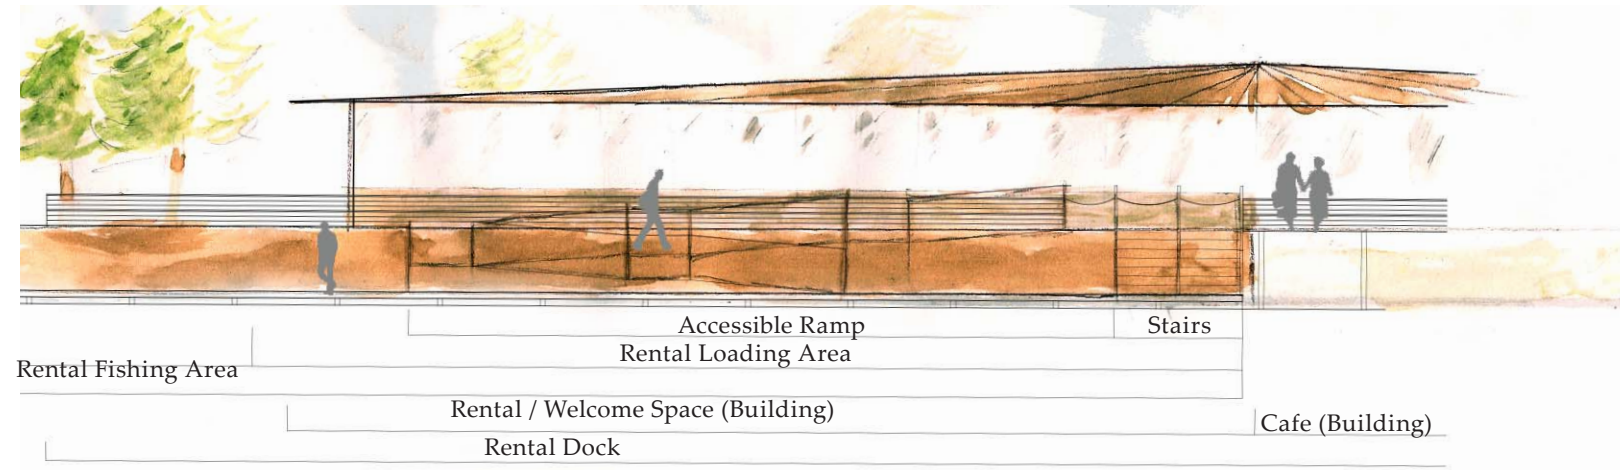 Accessible Ramp
Stairs
Rental Loading Area
Rental Fishing Area
Rental / Welcome Space (Building)
Cafe (Building)
Rental Dock